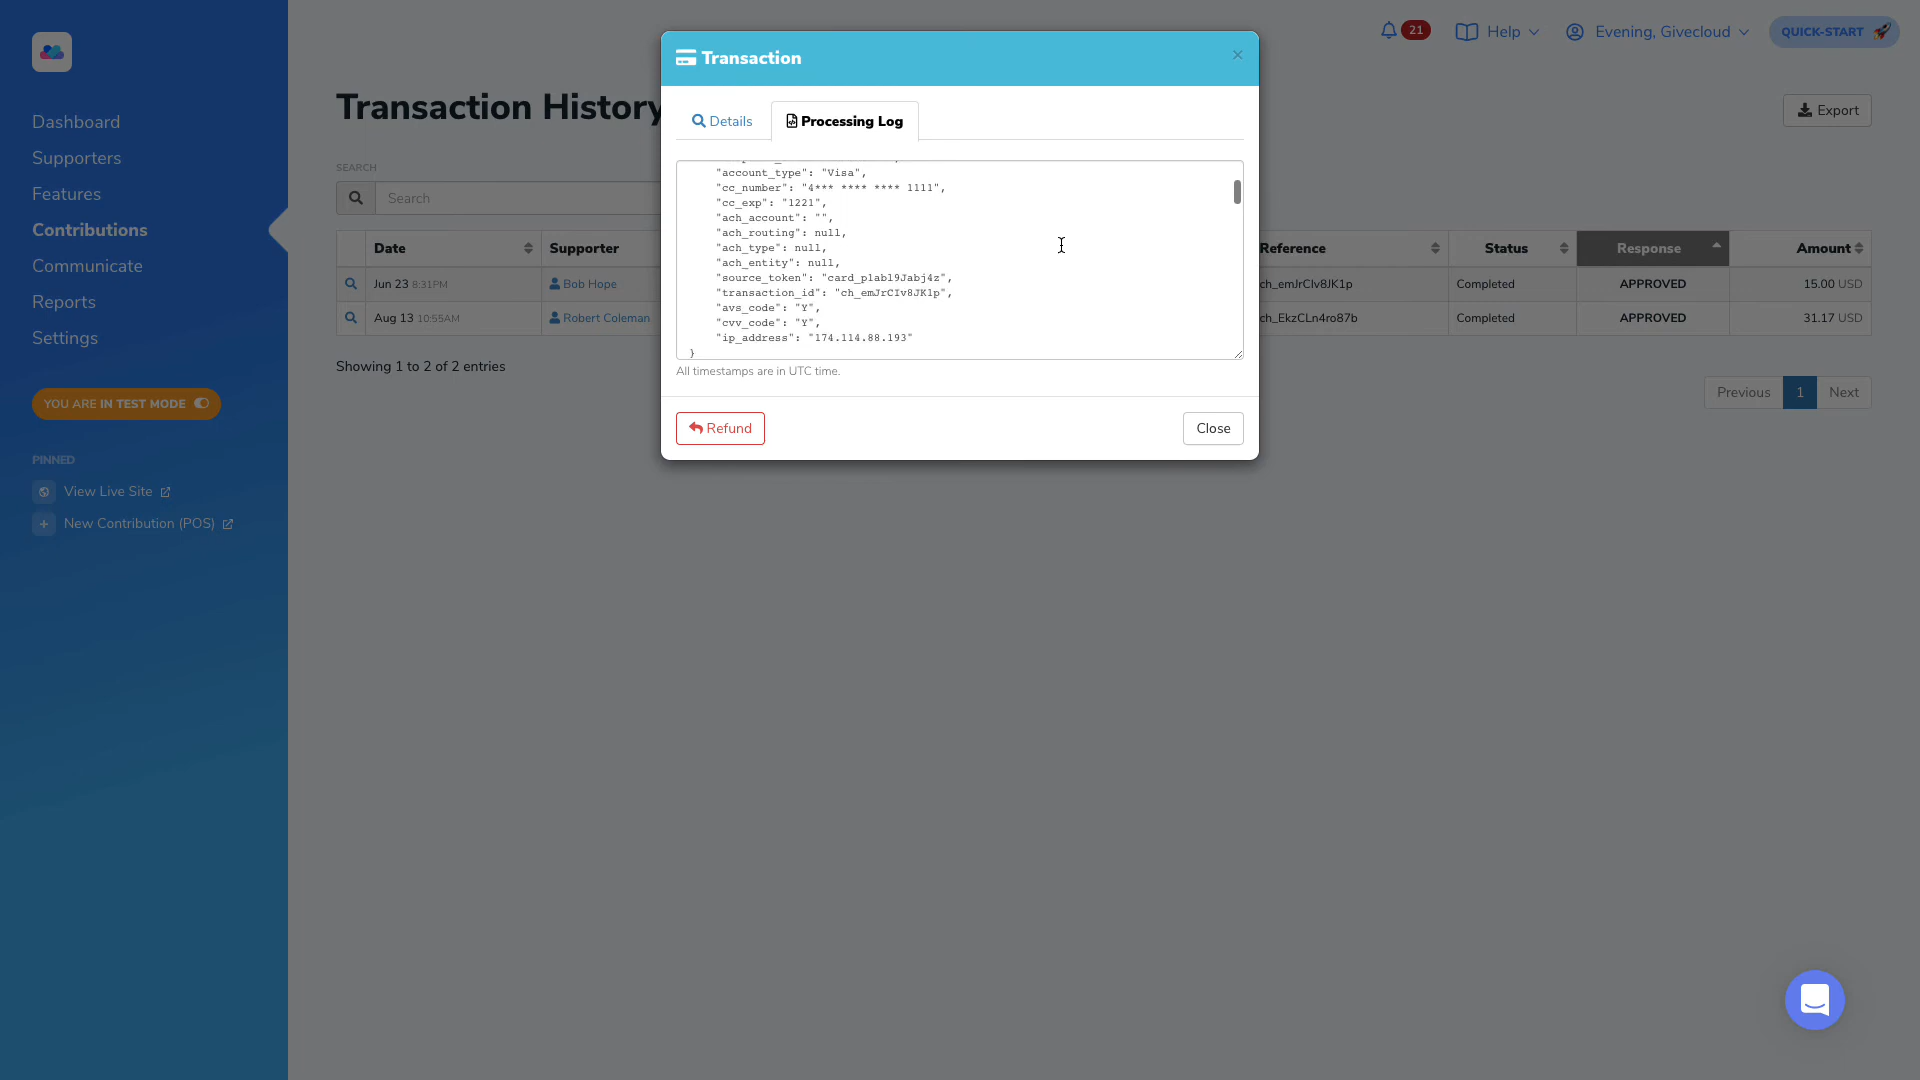 Dashboard
Supporters
Features
Contributions
Communicate
Reports
Settings
YOU ARE IN TEST MODE
PINNED
View Live Site
New Contribution (POS)
21
Help
Evening, Givecloud
QUICK-START
Transaction History
Export
SEARCH
Search
Date Supporter Reference Status Response Amount
Jun 23 8:31PM Bob Hope ch_emJrCIv8JK1p Completed APPROVED 15.00 USD
Aug 13 10:55AM Robert Coleman ch_EkzCLn4ro87b Completed APPROVED 31.17 USD
Showing 1 to 2 of 2 entries
Previous 1 Next
Transaction
×
Details
Processing Log
"account_type": "Visa",
"cc_number": "4*** **** **** 1111",
"cc_exp": "1221",
"ach_account": "",
"ach_routing": null,
"ach_type": null,
"ach_entity": null,
"source_token": "card_p1abl9Jabj4z",
"transaction_id": "ch_emJrCIv8JK1p",
"avs_code": "Y",
"cvv_code": "Y",
"ip_address": "174.114.88.193"
}
All timestamps are in UTC time.
Refund
Close